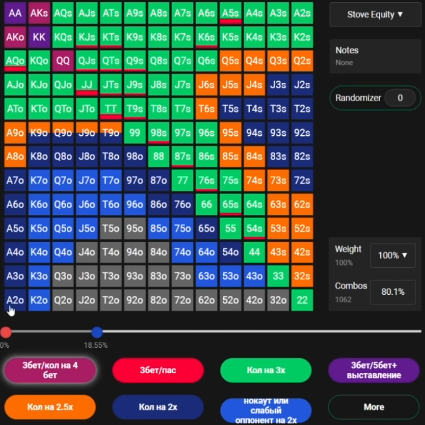 AA AKs AQs AJs ATs A9s A8s A7s A6s A5s A4s A3s A2s
AKo KK KQs KJs KTs K9s K8s K7s K6s K5s K4s K3s K2s
AQo KQo QQ QJs QTs Q9s Q8s Q7s Q6s Q5s Q4s Q3s Q2s
AJo KJo QJo JJ JTs J9s J8s J7s J6s J5s J4s J3s J2s
ATo KTo QTo JTo TT T9s T8s T7s T6s T5s T4s T3s T2s
A9o K9o Q9o J9o T9o 99 98s 97s 96s 95s 94s 93s 92s
A8o K8o Q8o J8o T8o 98o 88 87s 86s 85s 84s 83s 82s
A7o K7o Q7o J7o T7o 97o 87o 77 76s 75s 74s 73s 72s
A6o K6o Q6o J6o T6o 96o 86o 76o 66 65s 64s 63s 62s
A5o K5o Q5o J5o T5o 95o 85o 75o 65o 55 54s 53s 52s
A4o K4o Q4o J4o T4o 94o 84o 74o 64o 54o 44 43s 42s
A3o K3o Q3o J3o T3o 93o 83o 73o 63o 53o 43o 33 32s
A2o K2o Q2o J2o T2o 92o 82o 72o 62o 52o 42o 32o 22
Stove Equity ▼
Notes
None
Randomizer 0
Weight
100%
100% ▼
Combos
1062
80.1%
0% 18.55%
3бет/кол на 4
бет
3бет/пас
Кол на 3x
3бет/5бет+
выставление
Кол на 2.5x
Кол на 2x
нокаут или
слабый
оппонент на 2x
More